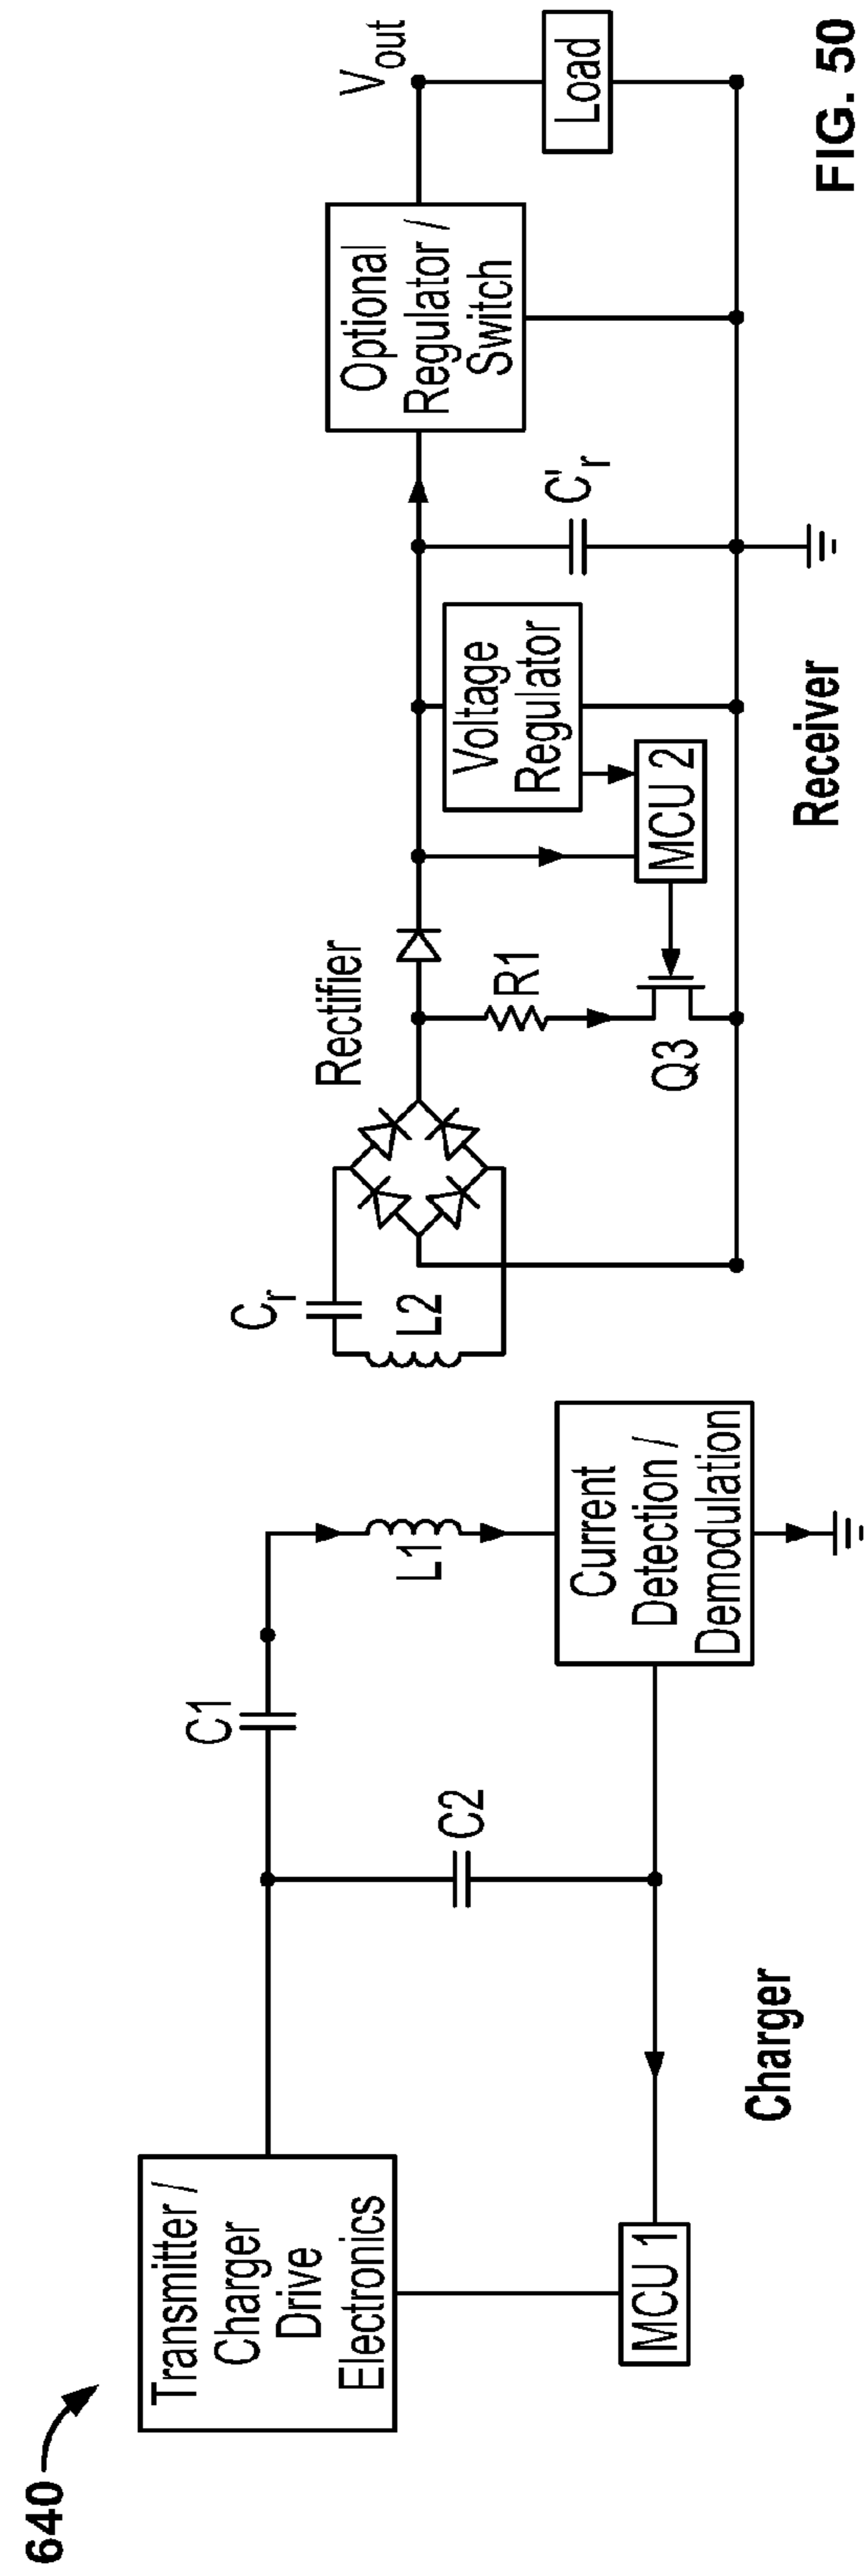 640
Transmitter /
Charger
Drive
Electronics
MCU 1
C2
C1
L1
Current
Detection /
Demodulation
Charger
Cr
L2
Rectifier
R1
Q3
MCU 2
Voltage
Regulator
C'r
Optional
Regulator /
Switch
Vout
Load
Receiver
FIG. 50